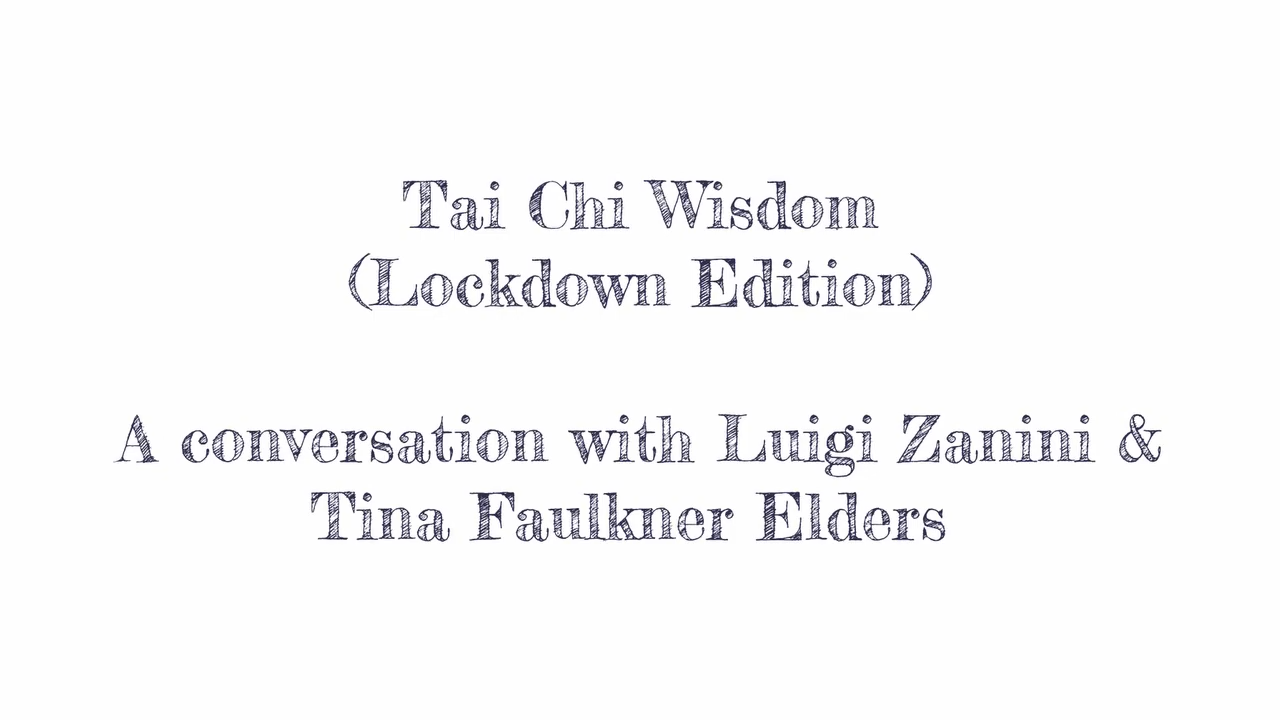 Tai Chi Wisdom
(Lockdown Edition)
A conversation with Luigi Zanini &
Tina Faulkner Elders